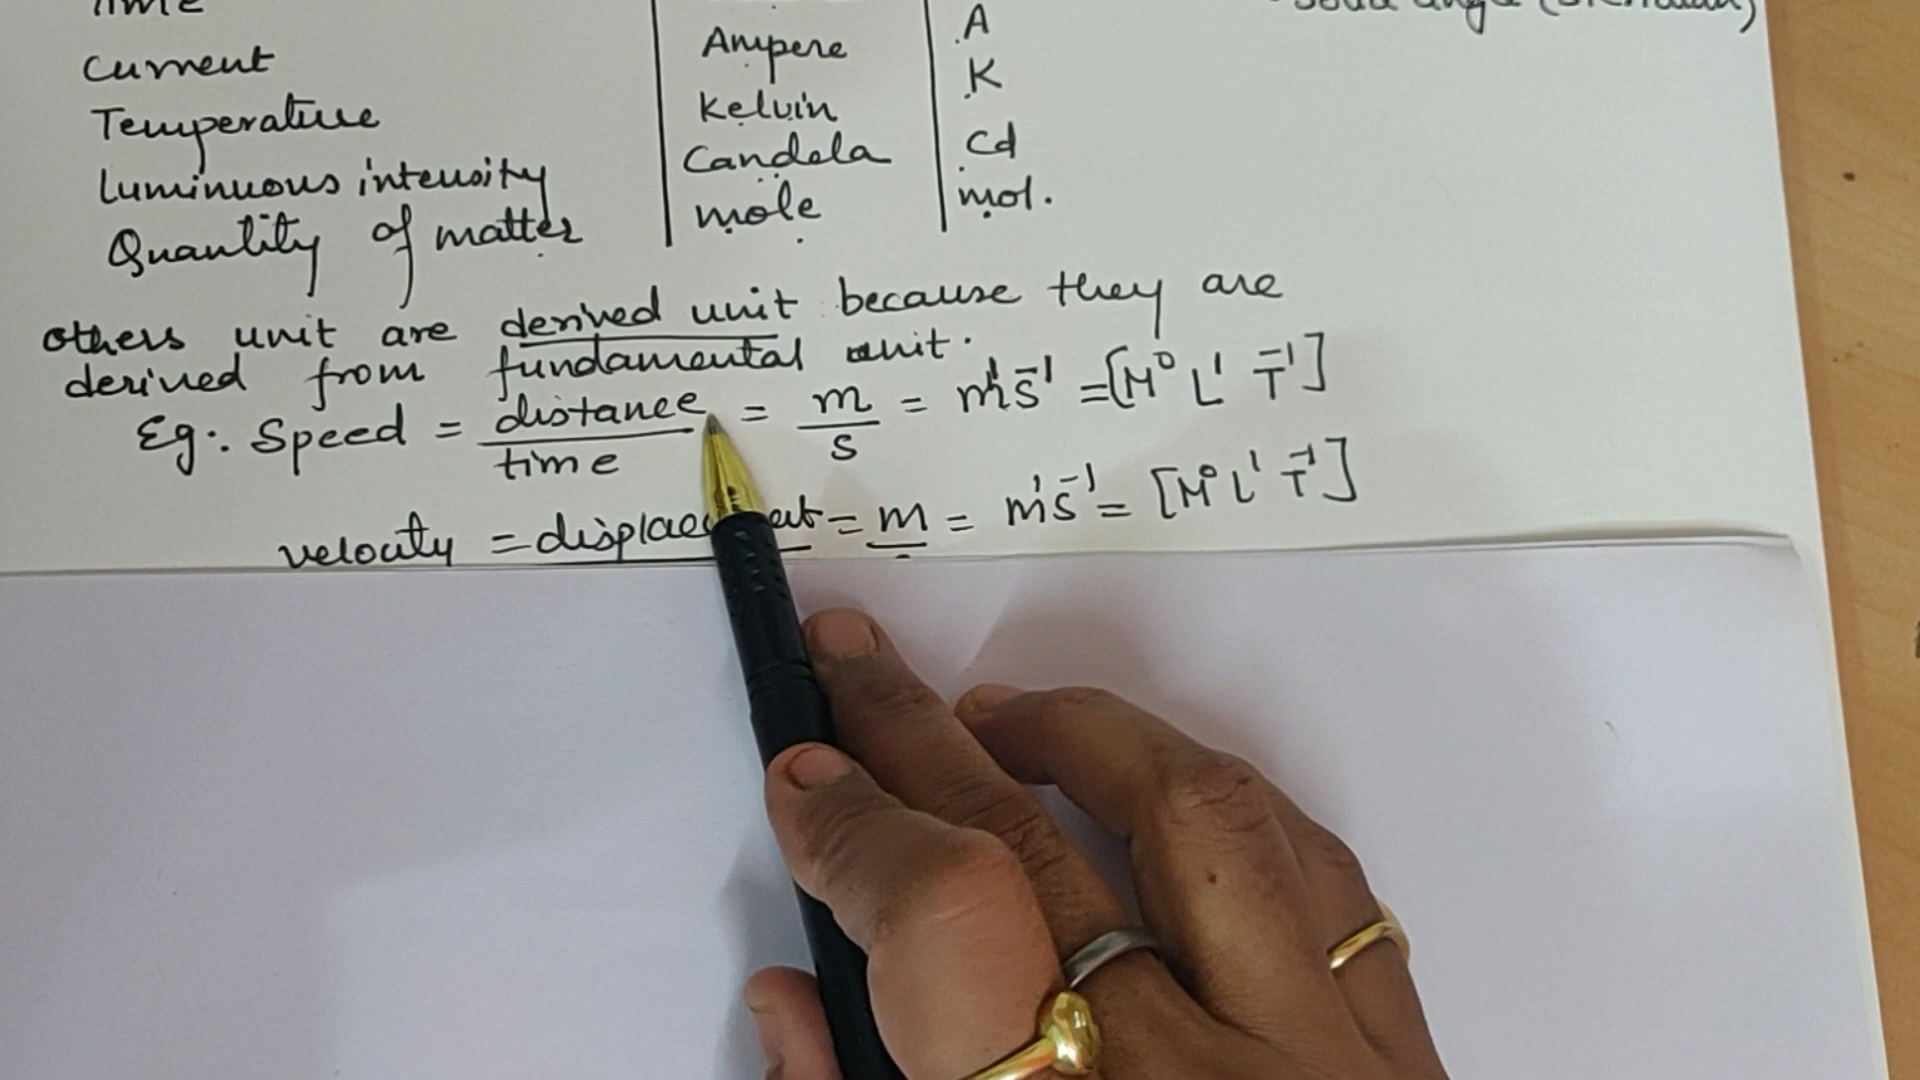 Time
Current Ampere A
Temperature Kelvin K
Luminuous intensity Candela Cd
Quantity of matter mole mol.
others unit are derived unit because they are
derived from fundamental unit.
Eg:. Speed = distance/time = m/s = m¹s⁻¹ = [M⁰ L¹ T⁻¹]
velocity = = m = m¹s⁻¹ = [M⁰ L¹ T⁻¹]